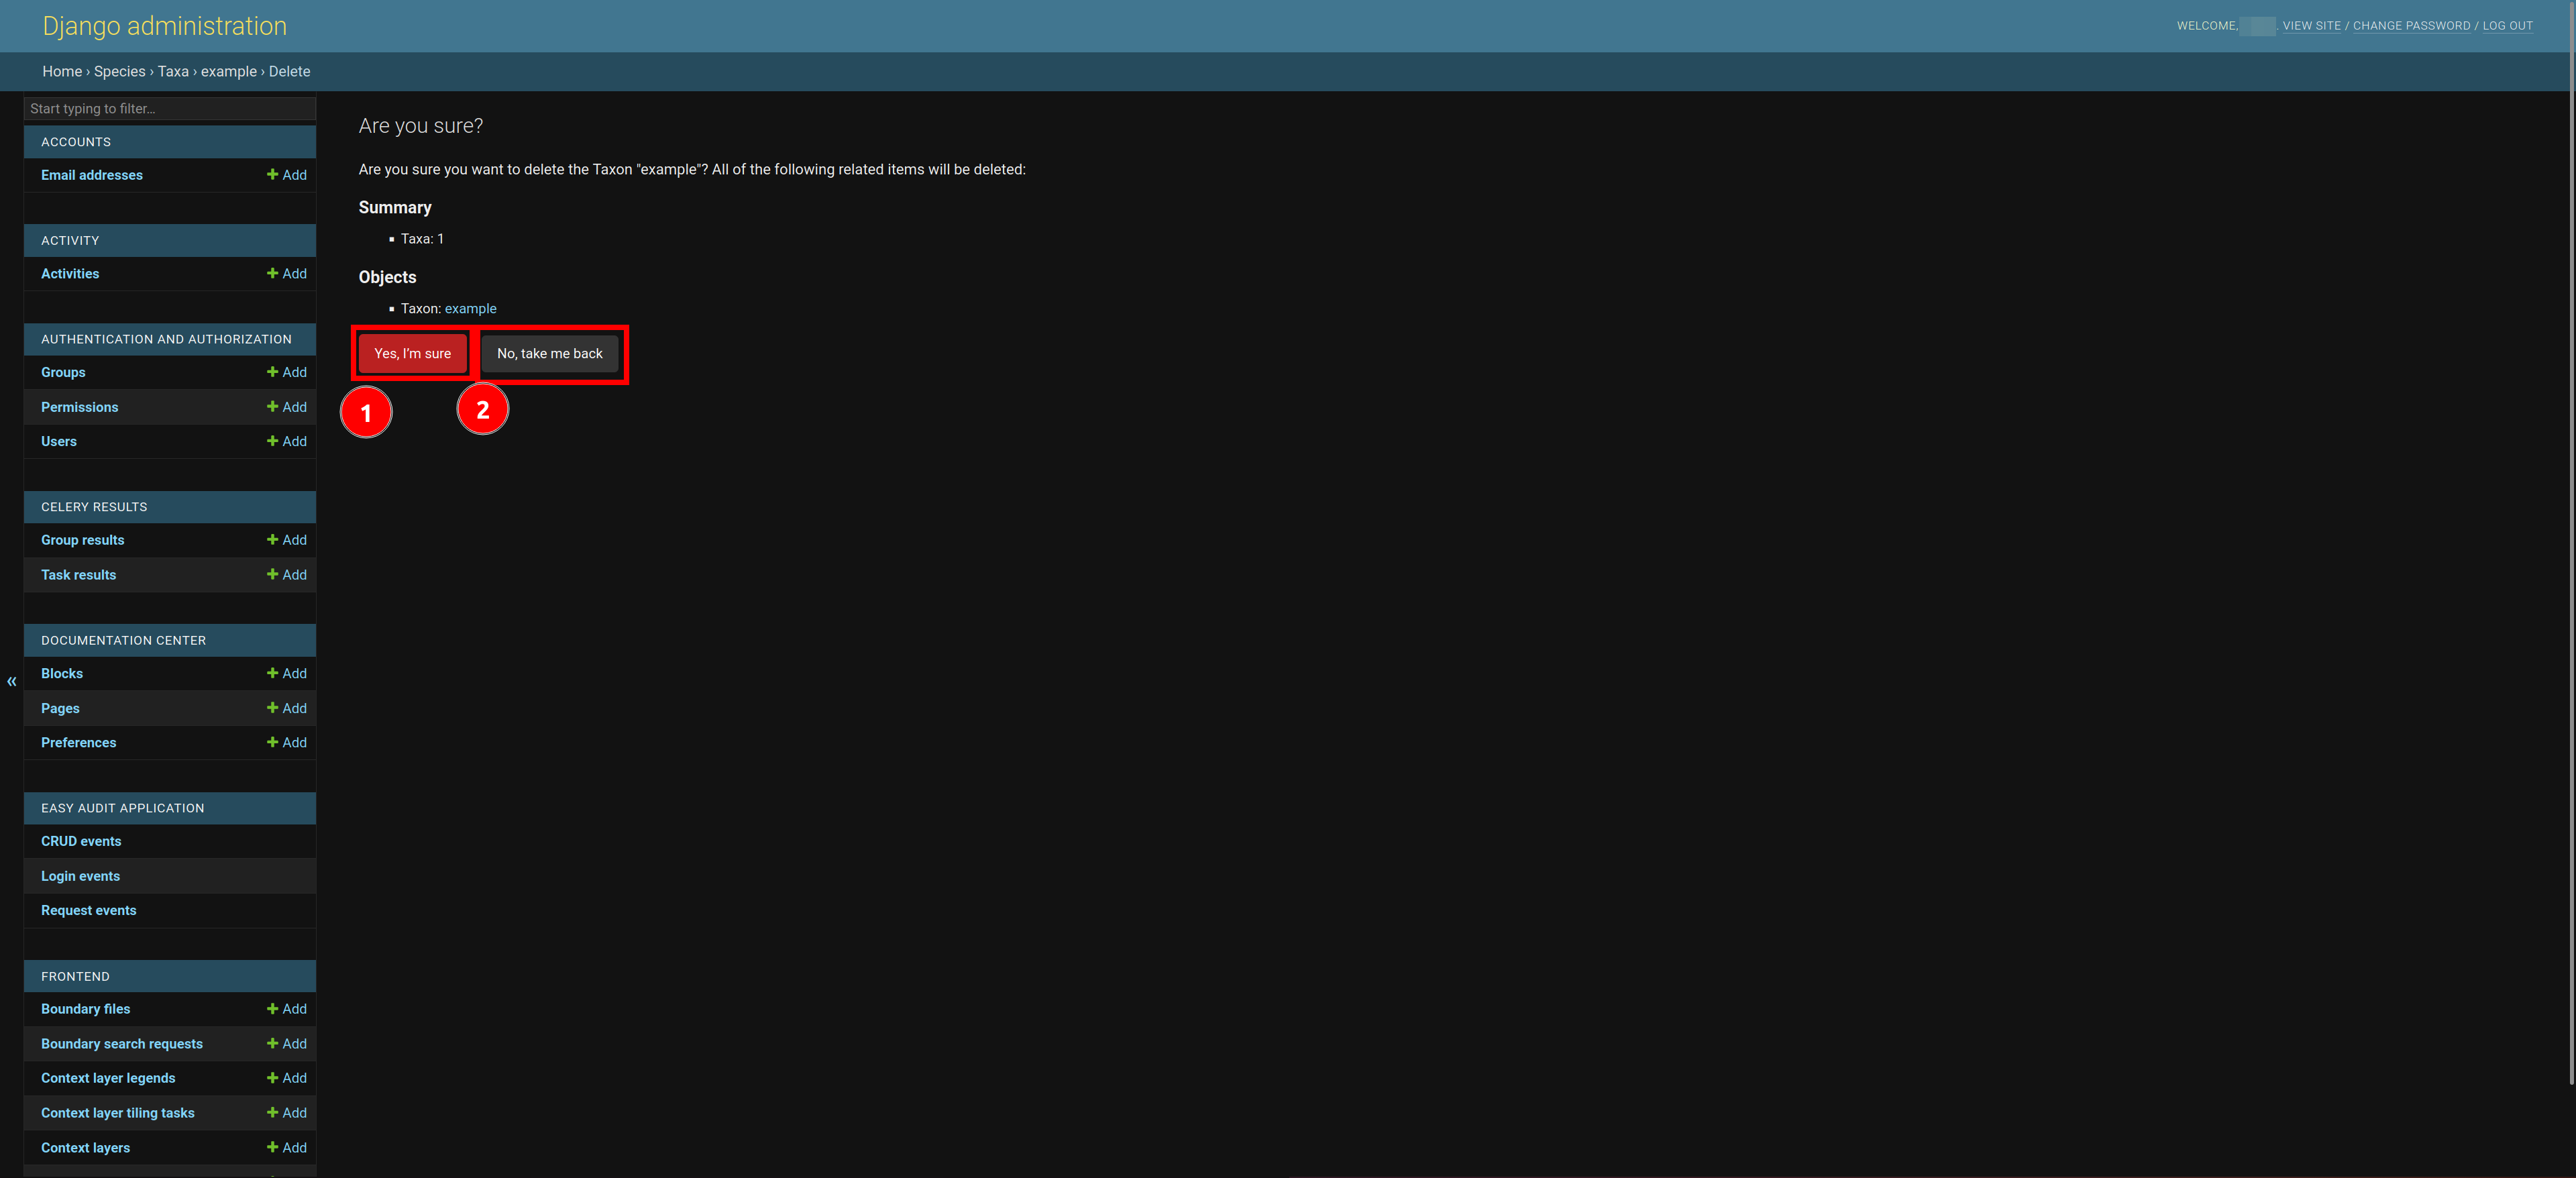 Django administration
WELCOME, . VIEW SITE / CHANGE PASSWORD / LOG OUT
Home › Species › Taxa › example › Delete
Start typing to filter...
ACCOUNTS
Email addresses Add
ACTIVITY
Activities Add
AUTHENTICATION AND AUTHORIZATION
Groups Add
Permissions Add
Users Add
CELERY RESULTS
Group results Add
Task results Add
DOCUMENTATION CENTER
«
Blocks Add
Pages Add
Preferences Add
EASY AUDIT APPLICATION
CRUD events
Login events
Request events
FRONTEND
Boundary files Add
Boundary search requests Add
Context layer legends Add
Context layer tiling tasks Add
Context layers Add
Are you sure?
Are you sure you want to delete the Taxon "example"? All of the following related items will be deleted:
Summary
Taxa: 1
Objects
Taxon: example
Yes, I'm sure No, take me back
1 2